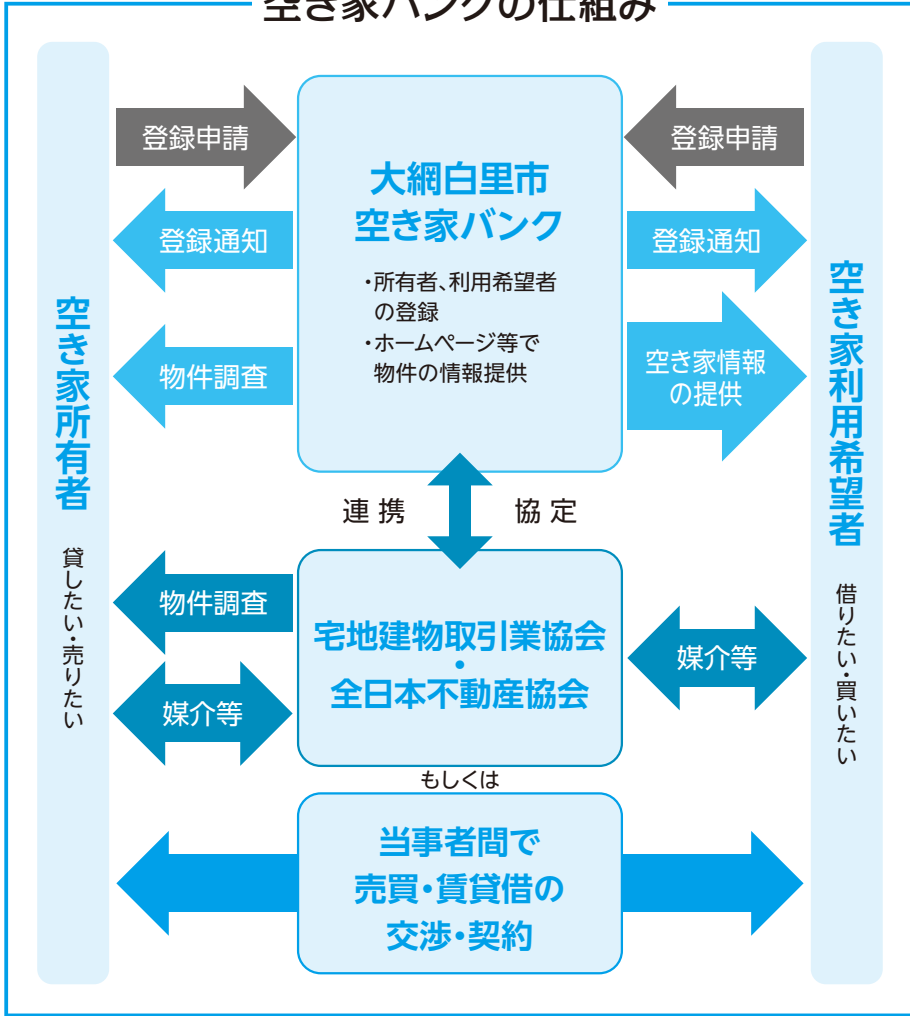 空き家バンクの仕組み
空き家所有者
貸したい・売りたい
登録申請
登録通知
物件調査
大網白里市
空き家バンク
・所有者、利用希望者
の登録
・ホームページ等で
物件の情報提供
登録申請
登録通知
空き家情報
の提供
空き家利用希望者
借りたい・買いたい
連携
協定
物件調査
媒介等
宅地建物取引業協会
・
全日本不動産協会
媒介等
もしくは
当事者間で
売買・賃貸借の
交渉・契約